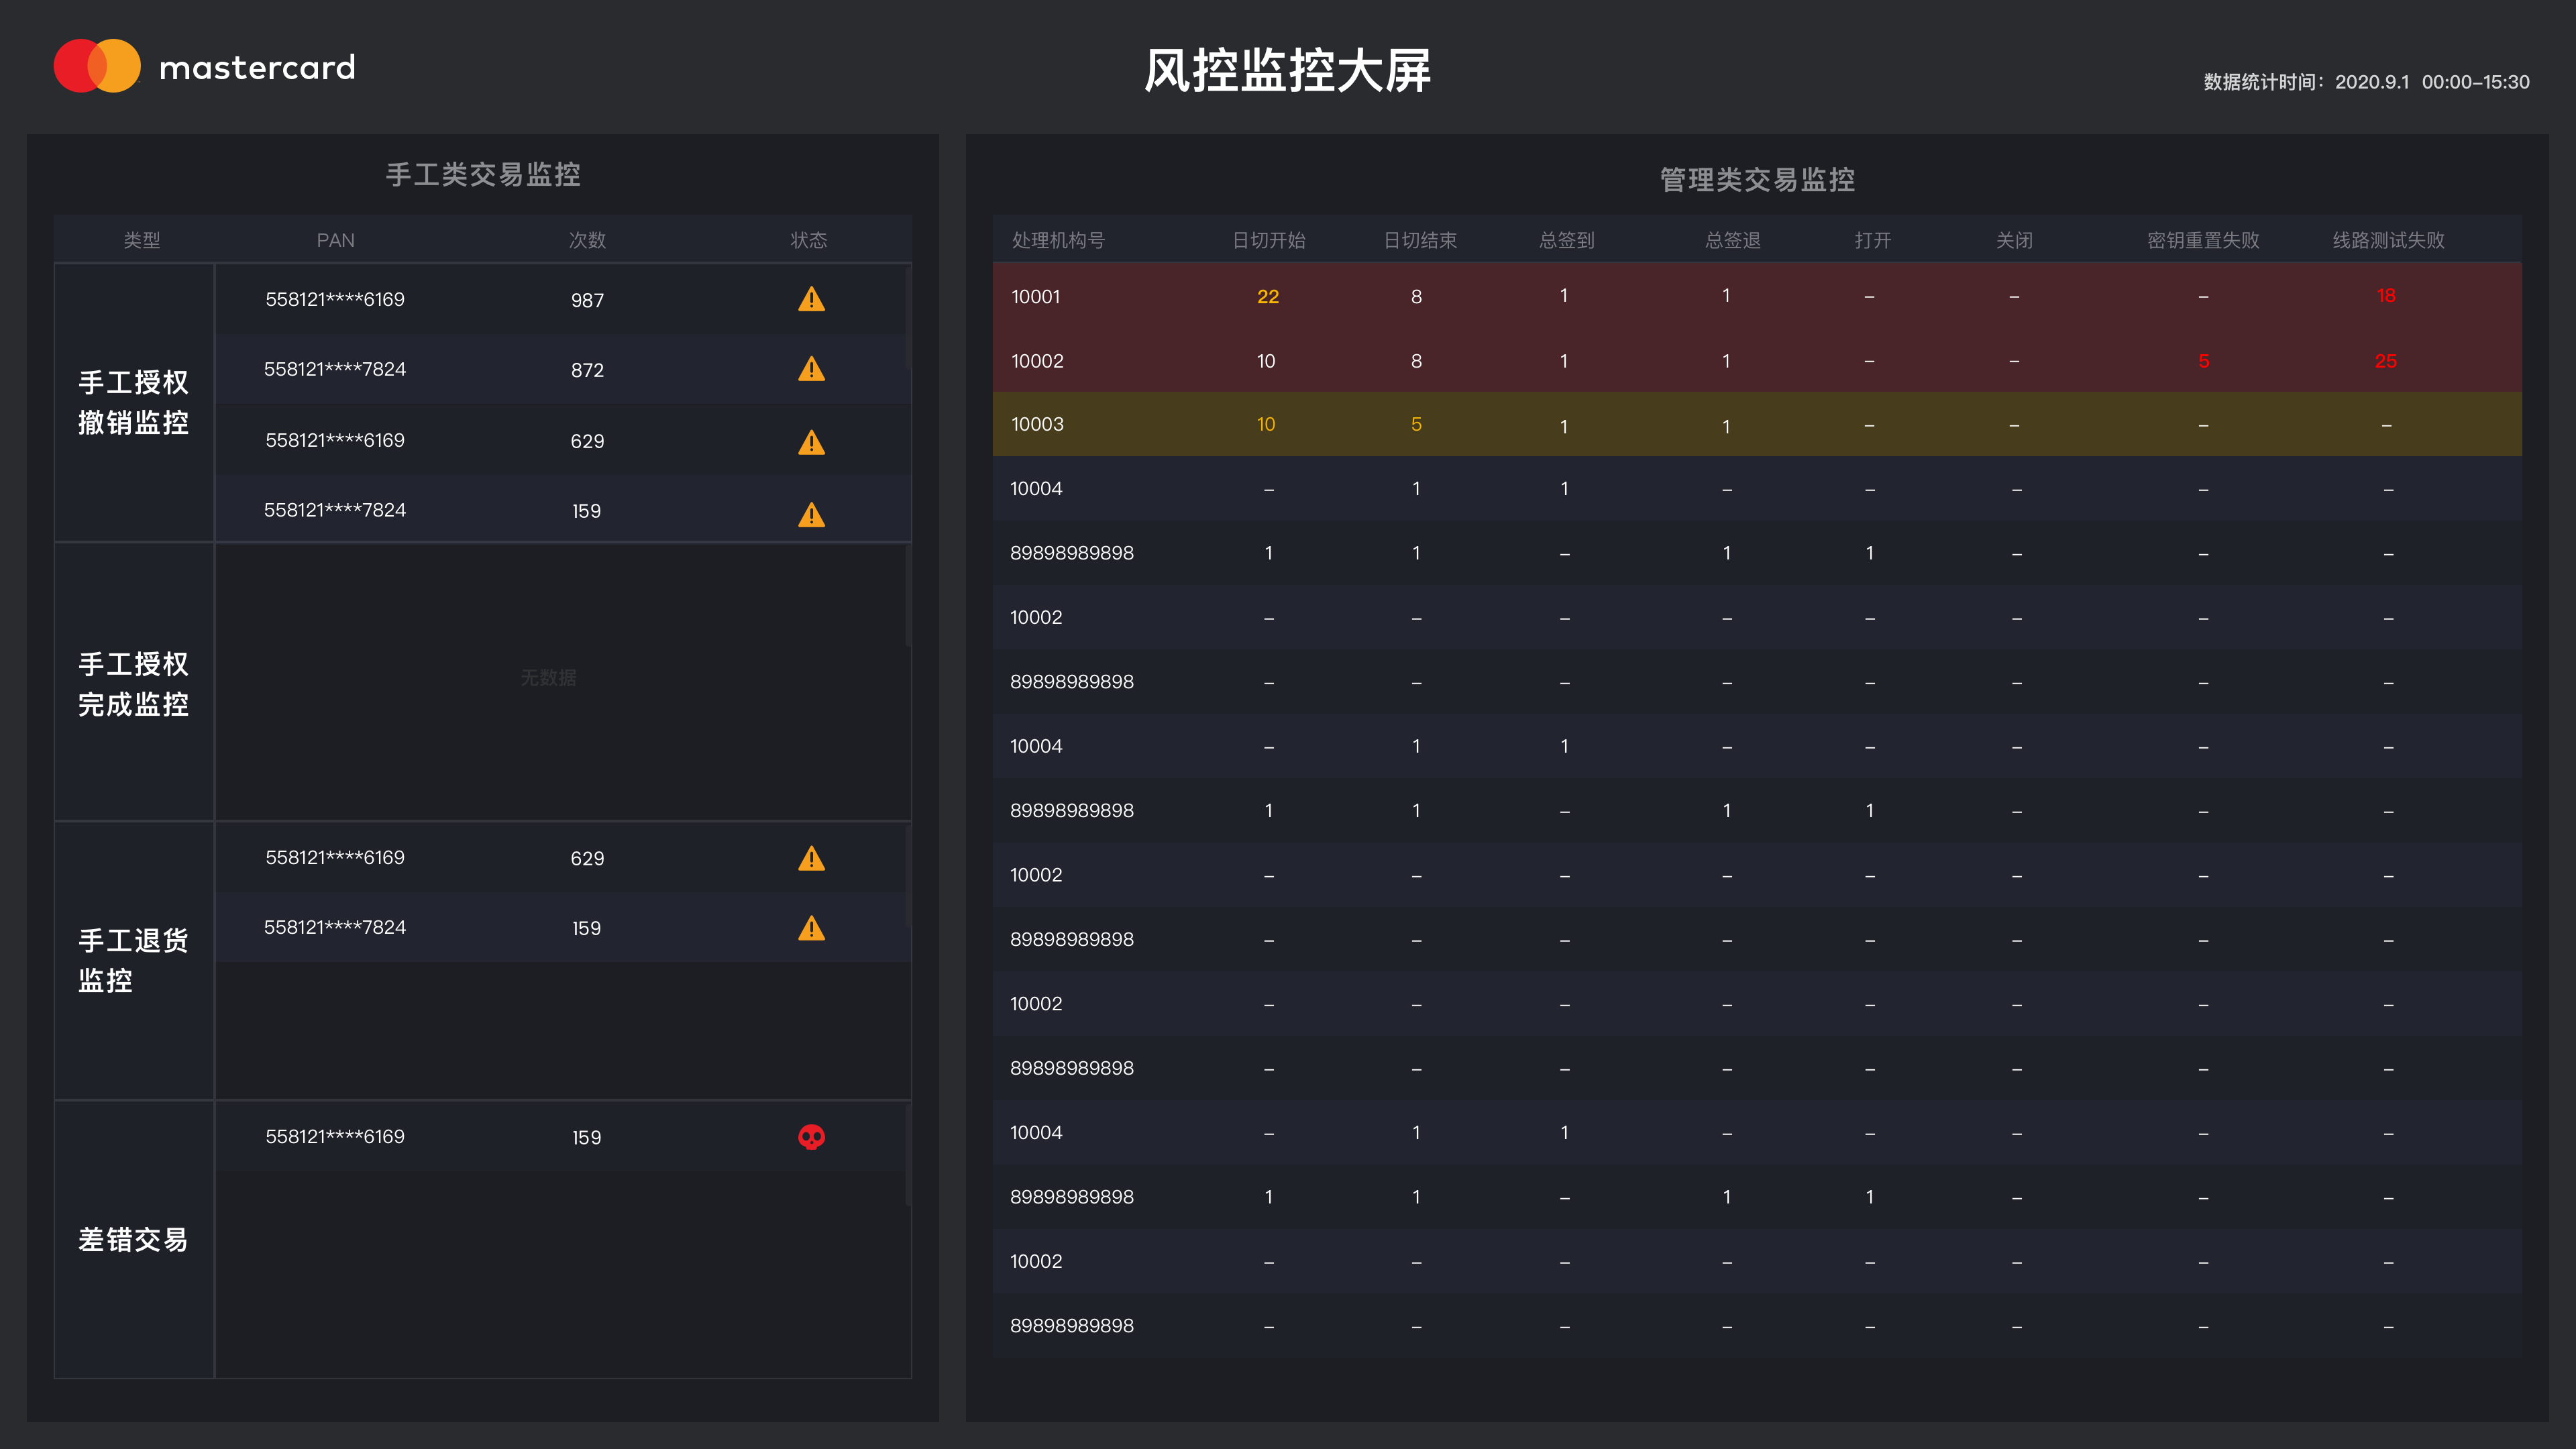 mastercard
风控监控大屏
数据统计时间：2020.9.1 00:00–15:30
手工类交易监控
类型 PAN 次数 状态
手工授权
撤销监控
558121****6169 987
558121****7824 872
558121****6169 629
558121****7824 159
手工授权
完成监控
无数据
手工退货
监控
558121****6169 629
558121****7824 159
差错交易
558121****6169 159
管理类交易监控
处理机构号 日切开始 日切结束 总签到 总签退 打开 关闭 密钥重置失败 线路测试失败
10001 22 8 1 1 – – – 18
10002 10 8 1 1 – – 5 25
10003 10 5 1 1 – – – –
10004 – 1 1 – – – – –
89898989898 1 1 – 1 1 – – –
10002 – – – – – – – –
89898989898 – – – – – – – –
10004 – 1 1 – – – – –
89898989898 1 1 – 1 1 – – –
10002 – – – – – – – –
89898989898 – – – – – – – –
10002 – – – – – – – –
89898989898 – – – – – – – –
10004 – 1 1 – – – – –
89898989898 1 1 – 1 1 – – –
10002 – – – – – – – –
89898989898 – – – – – – – –